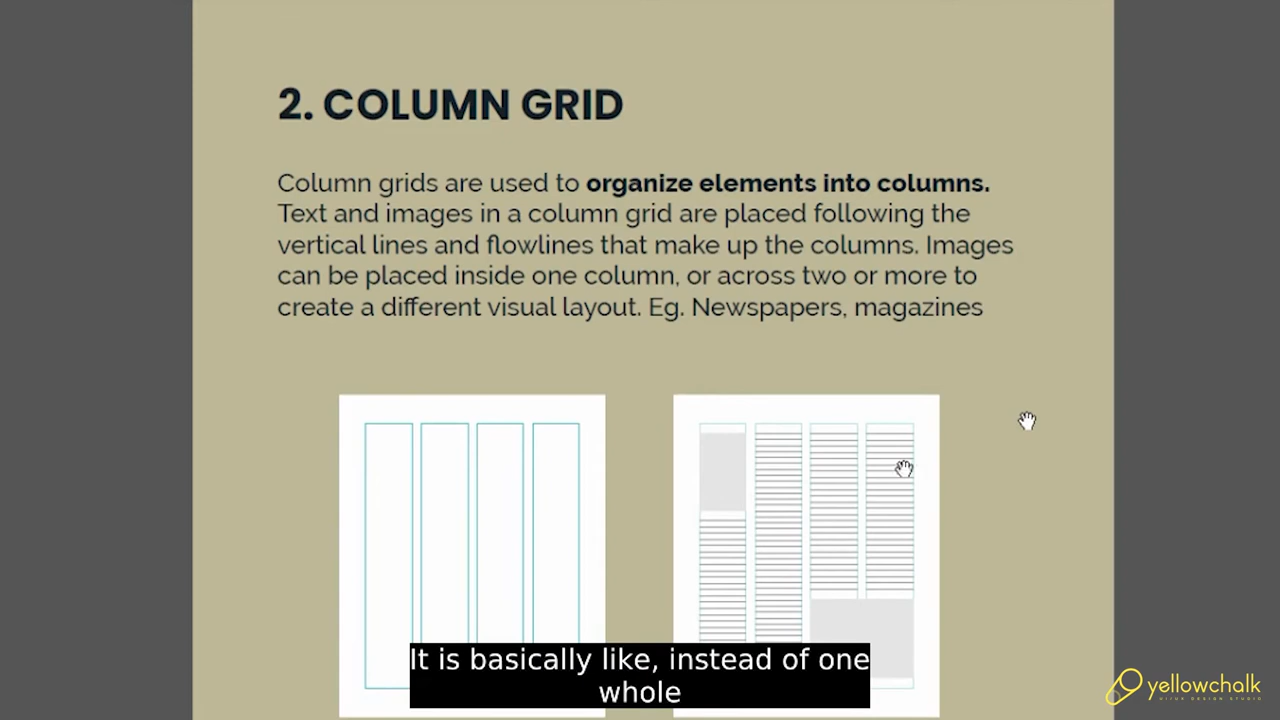 2. COLUMN GRID
Column grids are used to organize elements into columns.
Text and images in a column grid are placed following the
vertical lines and flowlines that make up the columns. Images
can be placed inside one column, or across two or more to
create a different visual layout. Eg. Newspapers, magazines
It is basically like, instead of one
whole
yellowchalk